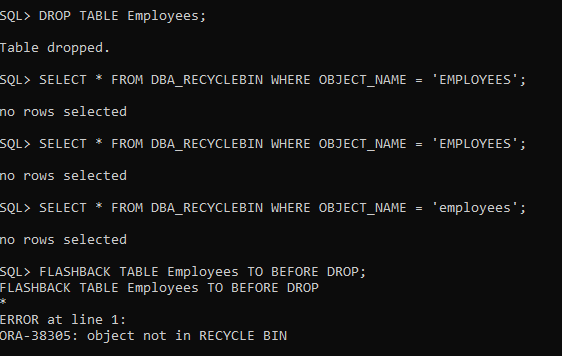 SQL> DROP TABLE Employees;
Table dropped.
SQL> SELECT * FROM DBA_RECYCLEBIN WHERE OBJECT_NAME = 'EMPLOYEES';
no rows selected
SQL> SELECT * FROM DBA_RECYCLEBIN WHERE OBJECT_NAME = 'EMPLOYEES';
no rows selected
SQL> SELECT * FROM DBA_RECYCLEBIN WHERE OBJECT_NAME = 'employees';
no rows selected
SQL> FLASHBACK TABLE Employees TO BEFORE DROP;
FLASHBACK TABLE Employees TO BEFORE DROP
*
ERROR at line 1:
ORA-38305: object not in RECYCLE BIN